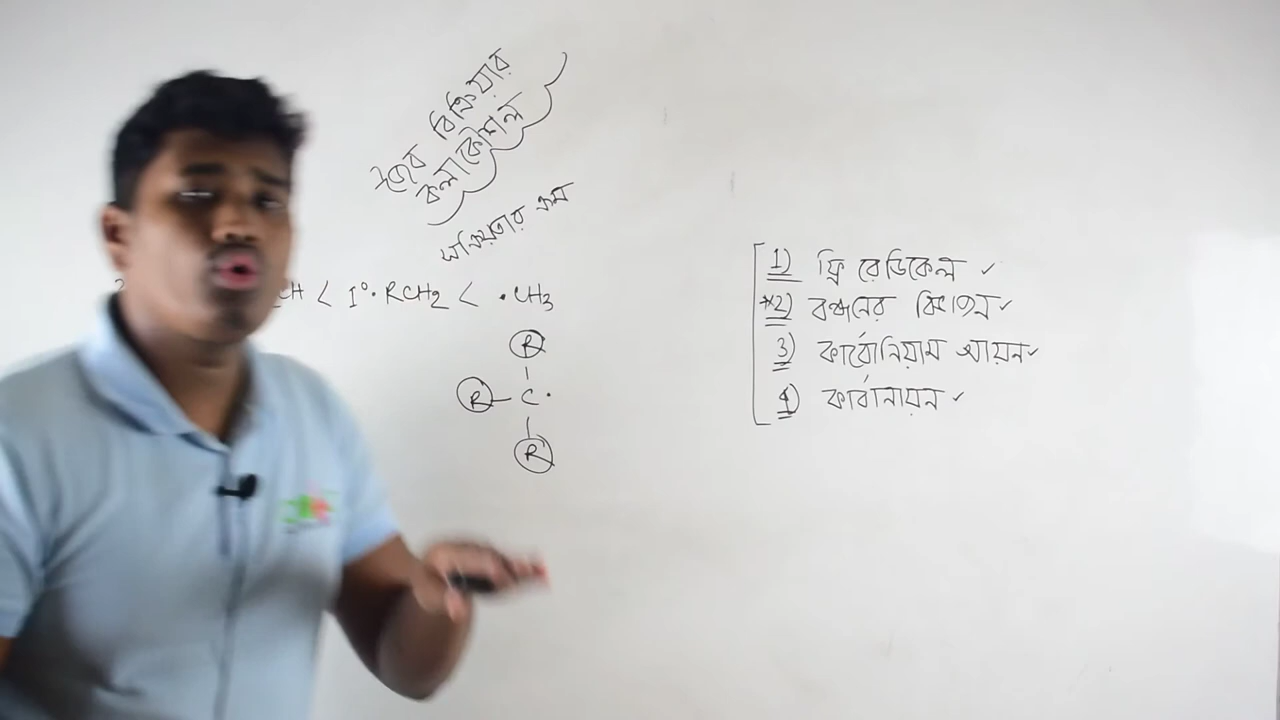 জৈব বিক্রিয়ার
কলাকৌশল
সক্রিয়তার ক্রম
CH < 1°·RCH2 < ·CH3
R
R - C ·
R
1) ফ্রি রেডিকেল ✓
*2) বন্ধনের বিভাজন ✓
3) কার্বোনিয়াম আয়ন ✓
4) কার্বানায়ন ✓